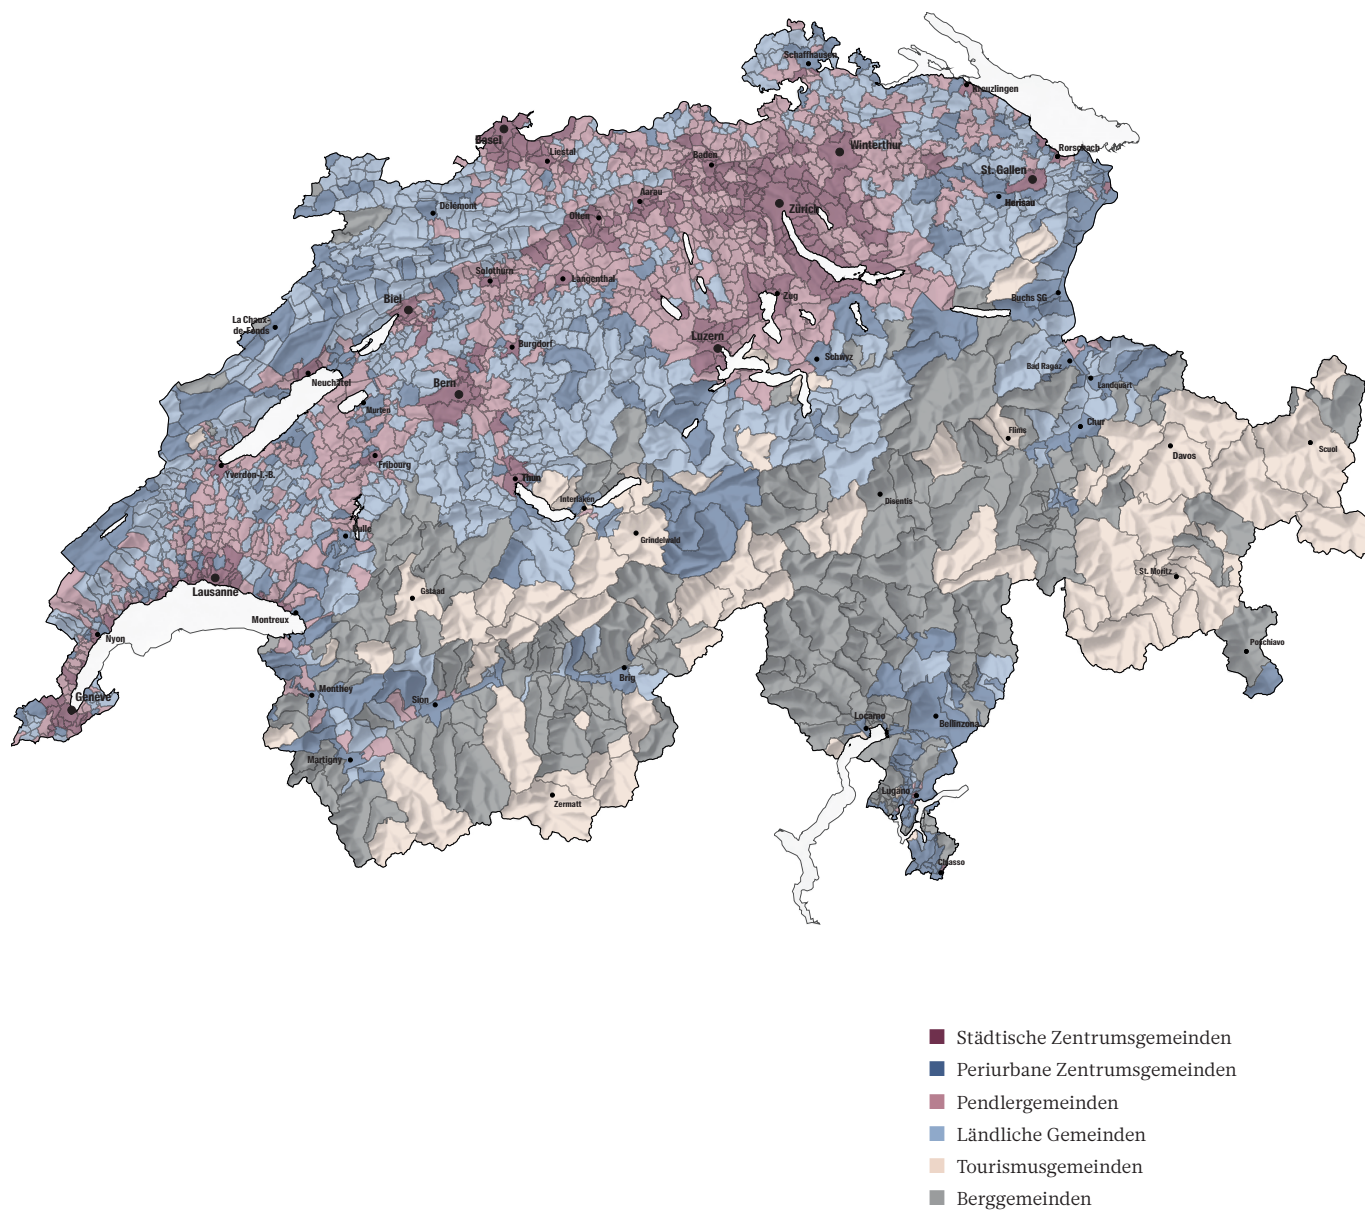 Schaffhausen
Kreuzlingen
Basel
Liestal
Baden
Winterthur
Rorschach
St. Gallen
Aarau
Herisau
Delémont
Olten
Zürich
Solothurn
Langenthal
Biel
Zug
Buchs SG
La Chaux-
de-Fonds
Luzern
Burgdorf
Schwyz
Bad Ragaz
Neuchâtel
Bern
Landquart
Murten
Chur
Flims
Davos
Scuol
Fribourg
Yverdon-l.-B.
Thun
Interlaken
Disentis
Bulle
Grindelwald
St. Moritz
Lausanne
Gstaad
Montreux
Nyon
Poschiavo
Brig
Monthey
Genève
Sion
Locarno
Bellinzona
Martigny
Lugano
Zermatt
Chiasso
Städtische Zentrumsgemeinden
Periurbane Zentrumsgemeinden
Pendlergemeinden
Ländliche Gemeinden
Tourismusgemeinden
Berggemeinden